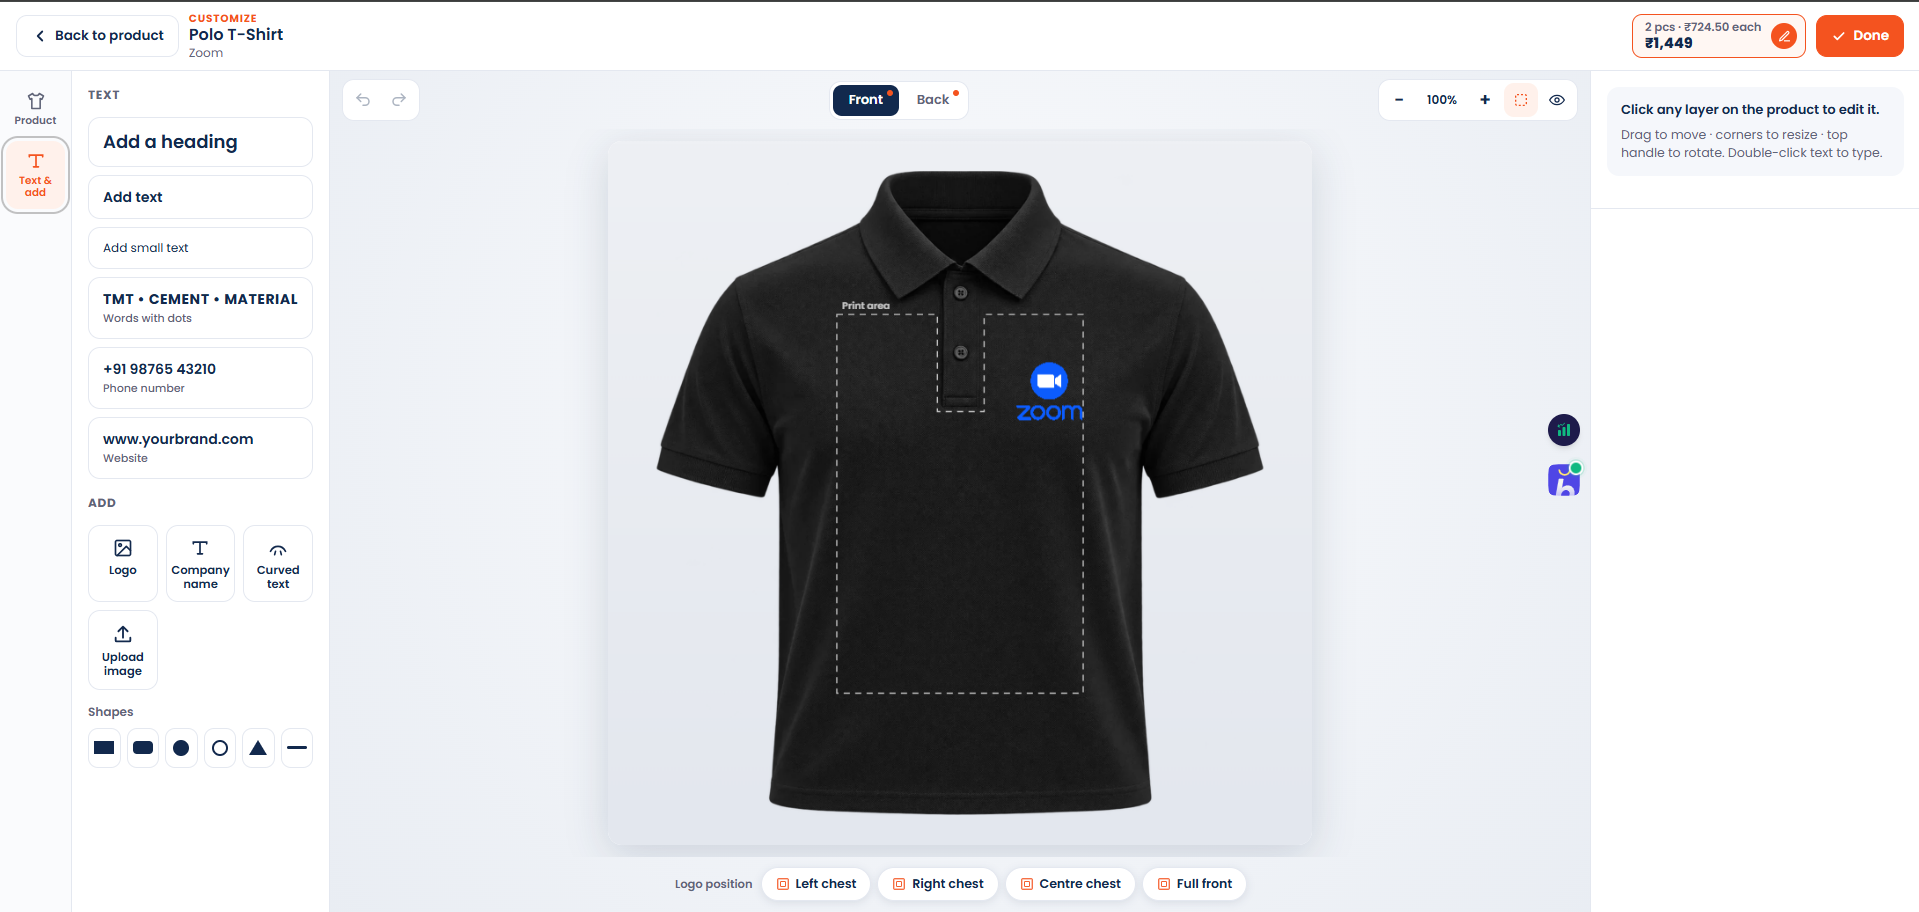 Back to product
CUSTOMIZE
Polo T-Shirt
Zoom
2 pcs · ₹724.50 each
₹1,449
Done
Product
Text &
add
TEXT
Add a heading
Add text
Add small text
TMT • CEMENT • MATERIAL
Words with dots
+91 98765 43210
Phone number
www.yourbrand.com
Website
ADD
Logo
Company
name
Curved
text
Upload
image
Shapes
Front
Back
100%
Print area
zoom
Logo position
Left chest
Right chest
Centre chest
Full front
Click any layer on the product to edit it.
Drag to move · corners to resize · top
handle to rotate. Double-click text to type.